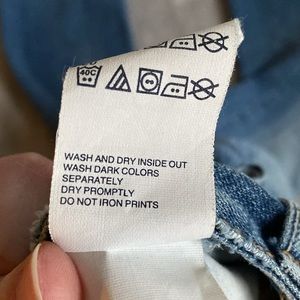 40C
WASH AND DRY INSIDE OUT
WASH DARK COLORS
SEPARATELY
DRY PROMPTLY
DO NOT IRON PRINTS